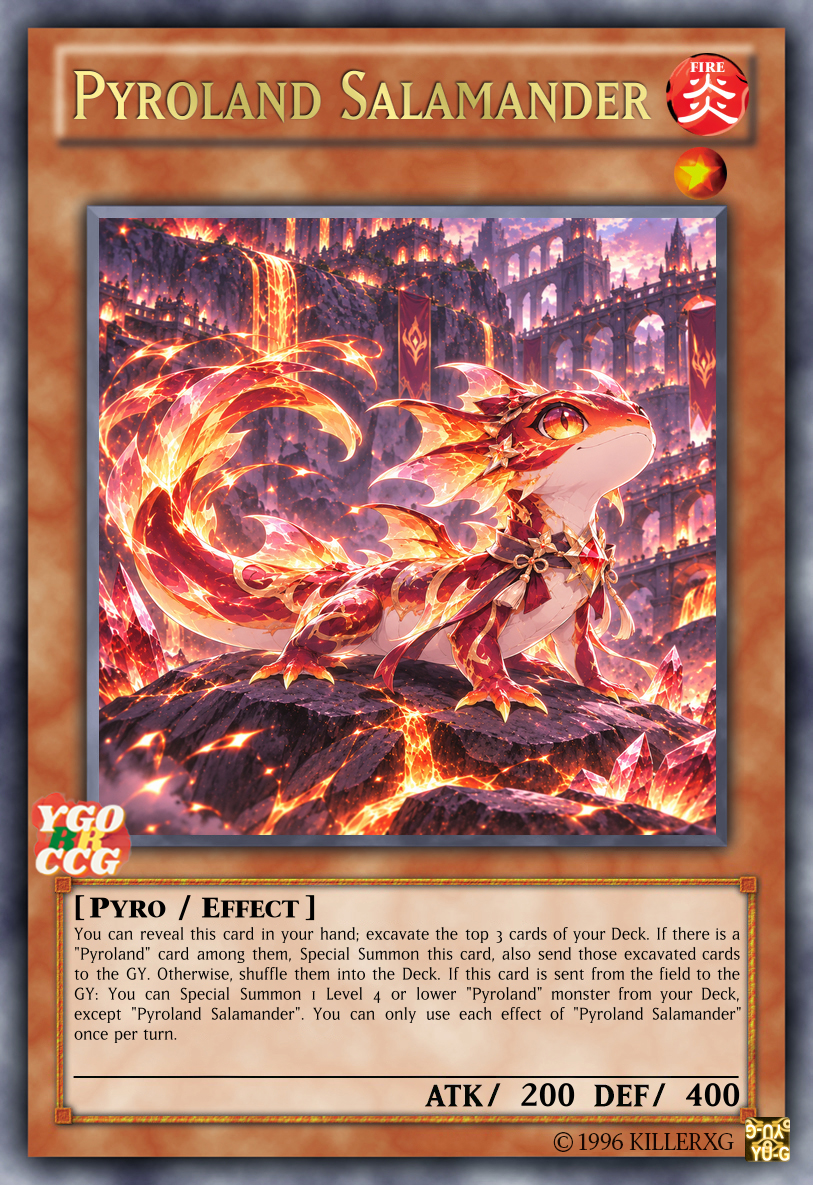 Pyroland Salamander
FIRE
炎
YGO
RR
CCG
[ Pyro / Effect ]
You can reveal this card in your hand; excavate the top 3 cards of your Deck. If there is a
"Pyroland" card among them, Special Summon this card, also send those excavated cards
to the GY. Otherwise, shuffle them into the Deck. If this card is sent from the field to the
GY: You can Special Summon 1 Level 4 or lower "Pyroland" monster from your Deck,
except "Pyroland Salamander". You can only use each effect of "Pyroland Salamander"
once per turn.
ATK/ 200 DEF/ 400
© 1996 KILLERXG